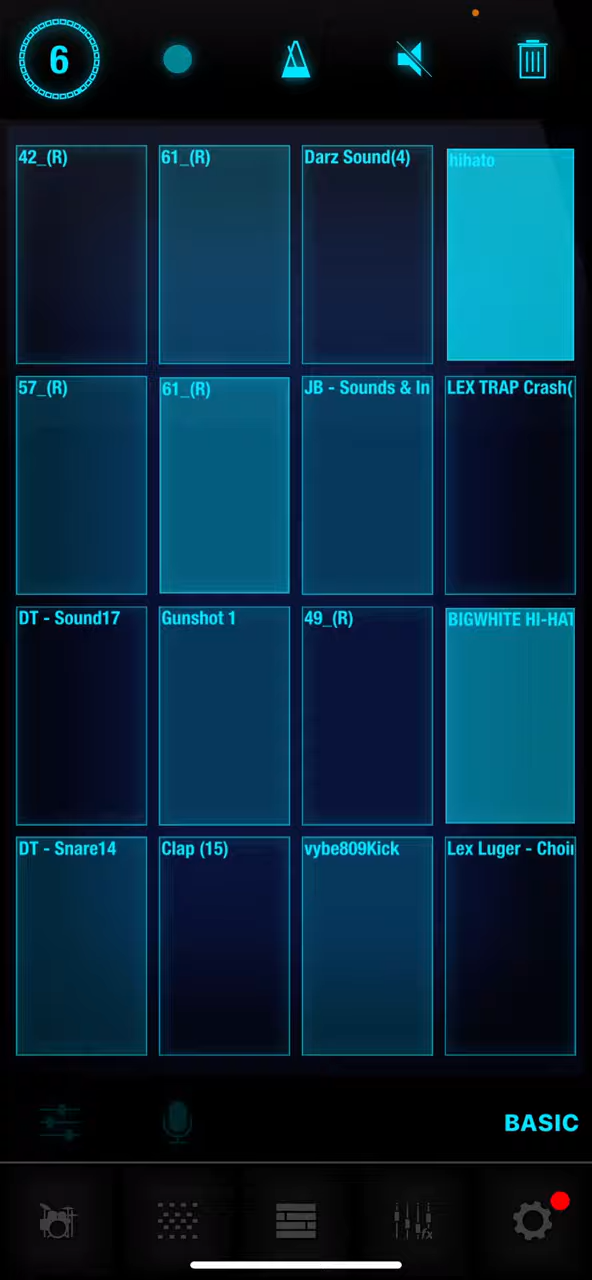 6
42_(R)
61_(R)
Darz Sound(4)
hihato
57_(R)
61_(R)
JB - Sounds & In
LEX TRAP Crash(
DT - Sound17
Gunshot 1
49_(R)
BIGWHITE HI-HAT
DT - Snare14
Clap (15)
vybe809Kick
Lex Luger - Choir
BASIC
fx